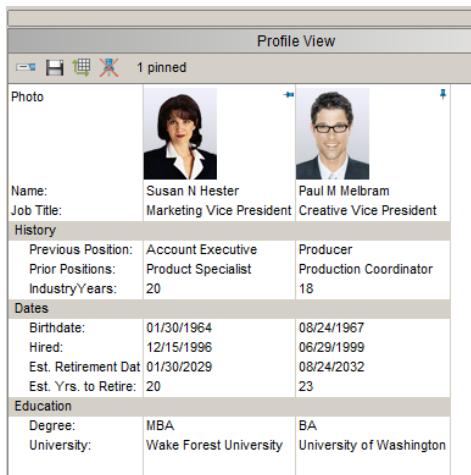 Profile View
1 pinned
Photo
Name: Susan N Hester Paul M Melbram
Job Title: Marketing Vice President Creative Vice President
History
Previous Position: Account Executive Producer
Prior Positions: Product Specialist Production Coordinator
IndustryYears: 20 18
Dates
Birthdate: 01/30/1964 08/24/1967
Hired: 12/15/1996 06/29/1999
Est. Retirement Dat 01/30/2029 08/24/2032
Est. Yrs. to Retire: 20 23
Education
Degree: MBA BA
University: Wake Forest University University of Washington